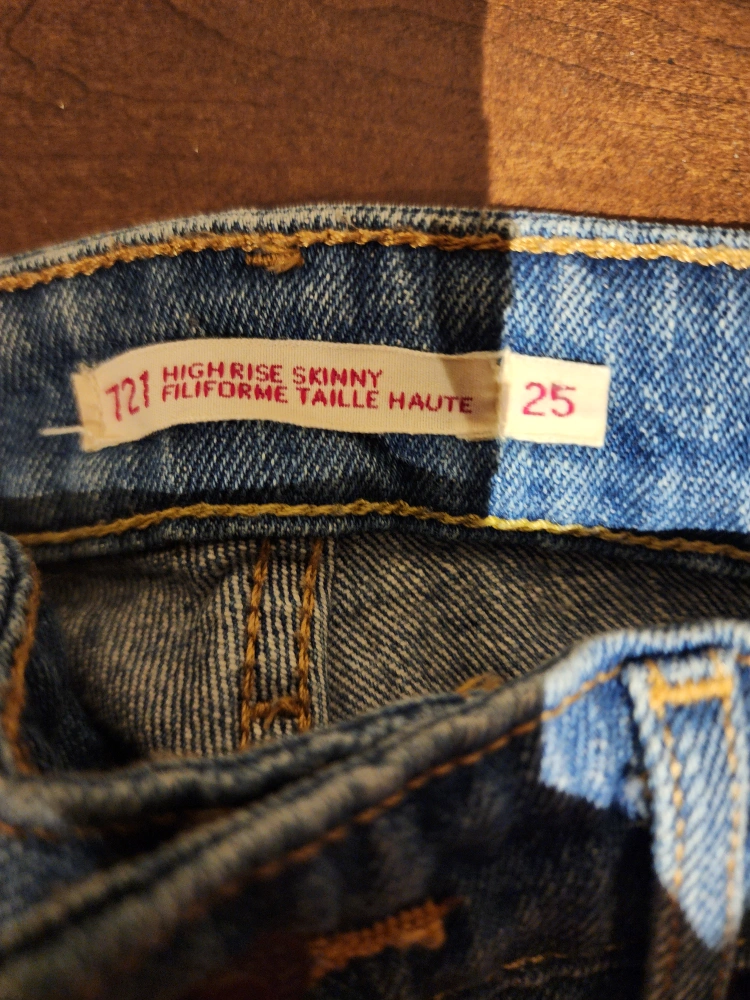 721 HIGH RISE SKINNY
FILIFORME TAILLE HAUTE
25